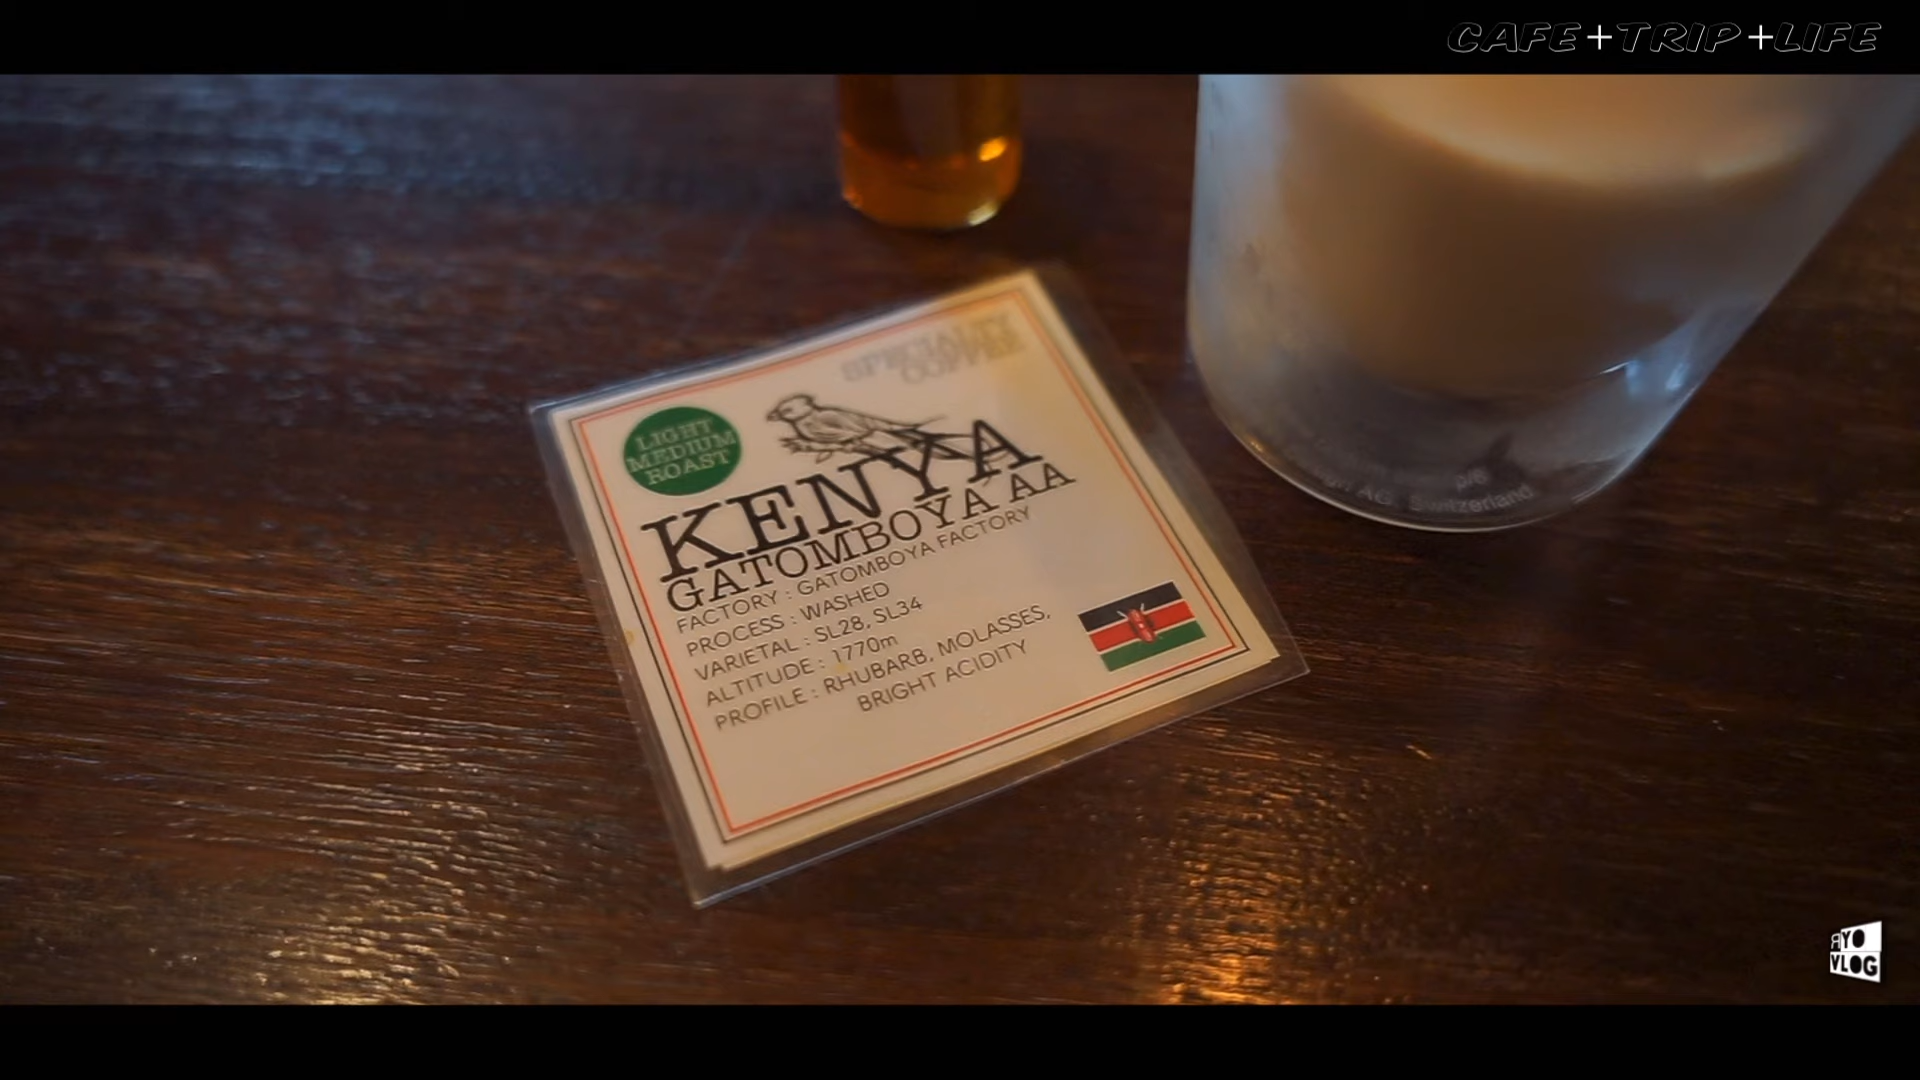 CAFE+TRIP+LIFE
SPECIALTY
COFFEE
LIGHT
MEDIUM
ROAST
KENYA
GATOMBOYA AA
FACTORY : GATOMBOYA FACTORY
PROCESS : WASHED
VARIETAL : SL28, SL34
ALTITUDE : 1770m
PROFILE : RHUBARB, MOLASSES,
BRIGHT ACIDITY
AG, Switzerland
RYO
VLOG